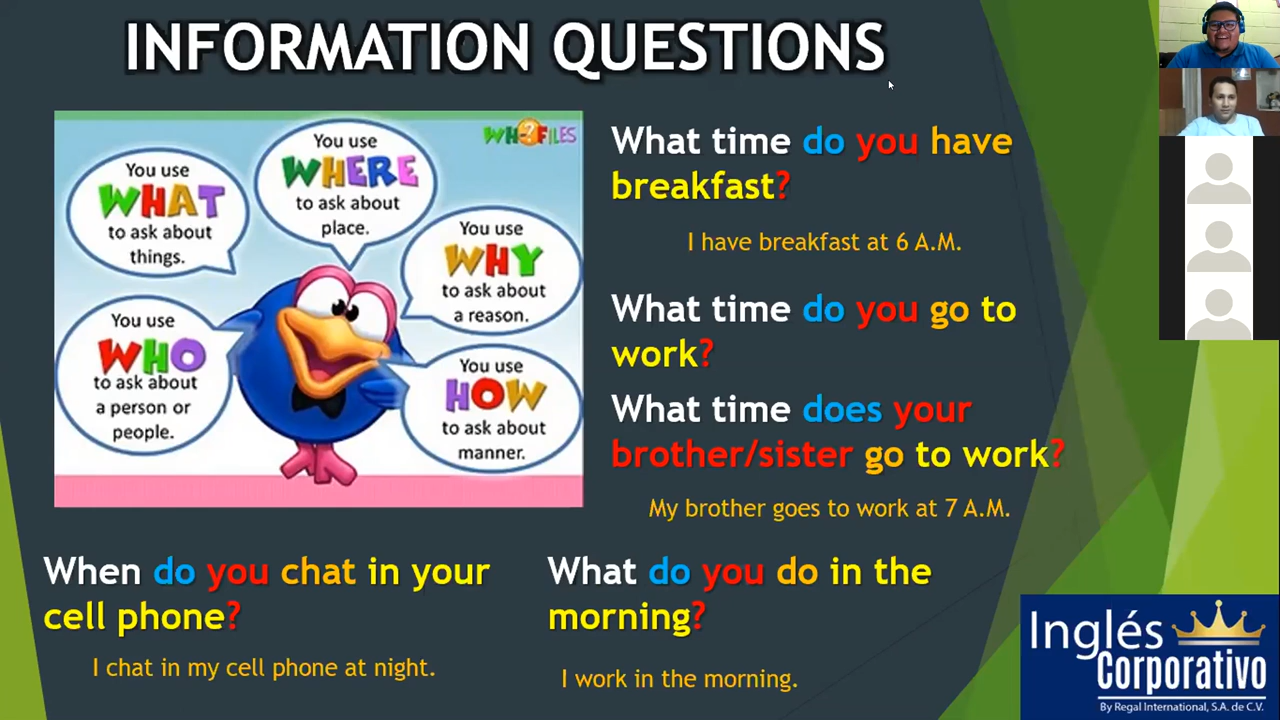 INFORMATION QUESTIONS
WH?FILES
You use
WHAT
to ask about
things.
You use
WHERE
to ask about
place.
You use
WHY
to ask about
a reason.
You use
WHO
to ask about
a person or
people.
You use
HOW
to ask about
manner.
What time do you have
breakfast?
I have breakfast at 6 A.M.
What time do you go to
work?
What time does your
brother/sister go to work?
My brother goes to work at 7 A.M.
When do you chat in your
cell phone?
I chat in my cell phone at night.
What do you do in the
morning?
I work in the morning.
Inglés
Corporativo
By Regal International, S.A. de C.V.